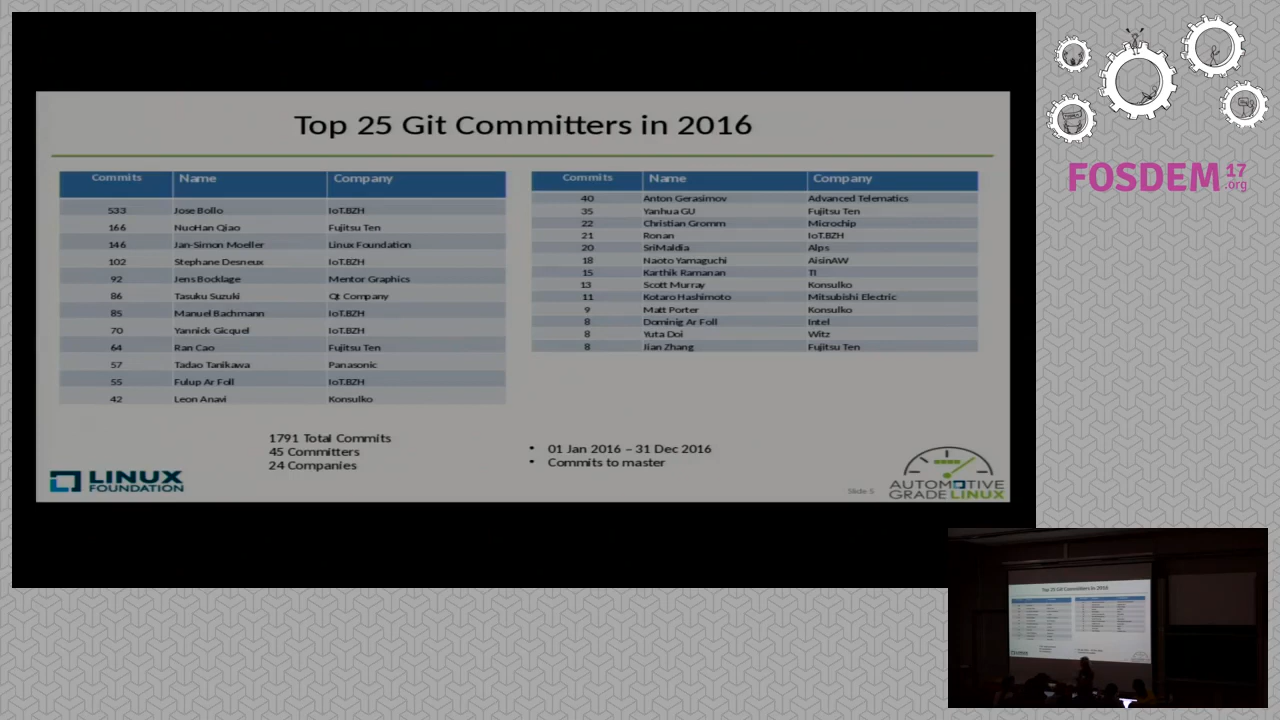 Top 25 Git Committers in 2016
Commits Name Company
533 Jose Bollo IoT.BZH
166 NuoHan Qiao Fujitsu Ten
146 Jan-Simon Moeller Linux Foundation
102 Stephane Desneux IoT.BZH
92 Jens Bocklage Mentor Graphics
86 Tasuku Suzuki Qt Company
85 Manuel Bachmann IoT.BZH
70 Yannick Gicquel IoT.BZH
64 Ran Cao Fujitsu Ten
57 Tadao Tanikawa Panasonic
55 Fulup Ar Foll IoT.BZH
42 Leon Anavi Konsulko
Commits Name Company
40 Anton Gerasimov Advanced Telematics
35 Yanhua GU Fujitsu Ten
22 Christian Gromm Microchip
21 Ronan IoT.BZH
20 SriMaldia Alps
18 Naoto Yamaguchi AisinAW
15 Karthik Ramanan TI
13 Scott Murray Konsulko
11 Kotaro Hashimoto Mitsubishi Electric
9 Matt Porter Konsulko
8 Dominig Ar Foll Intel
8 Yuta Doi Witz
8 Jian Zhang Fujitsu Ten
1791 Total Commits
45 Committers
24 Companies
• 01 Jan 2016 – 31 Dec 2016
• Commits to master
LINUX
FOUNDATION
Slide 5
AUTOMOTIVE
GRADE LINUX
FOSDEM 17
.org
Top 25 Git Committers in 2016